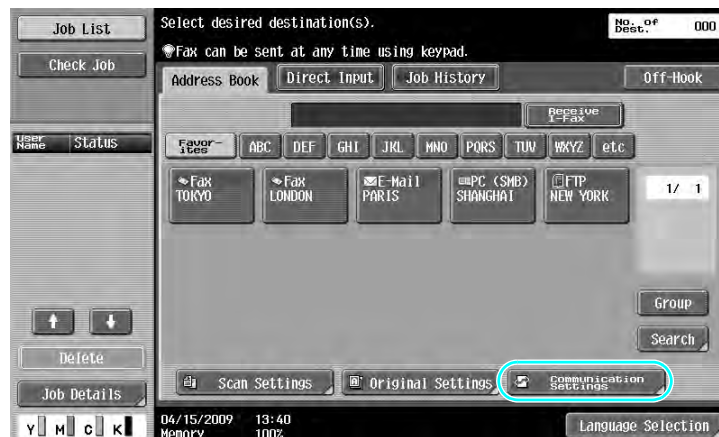 Job List
Check Job
User Name Status
Delete
Job Details
Y M C K
Select desired destination(s).
Fax can be sent at any time using keypad.
No. of Dest. 000
Address Book Direct Input Job History Off-Hook
Receive I-Fax
Favor-ites ABC DEF GHI JKL MNO PQRS TUV WXYZ etc
Fax TOKYO
Fax LONDON
E-Mail PARIS
PC (SMB) SHANGHAI
FTP NEW YORK
1/ 1
Group
Search
Scan Settings Original Settings Communication Settings
04/15/2009 13:40
Memory 100%
Language Selection